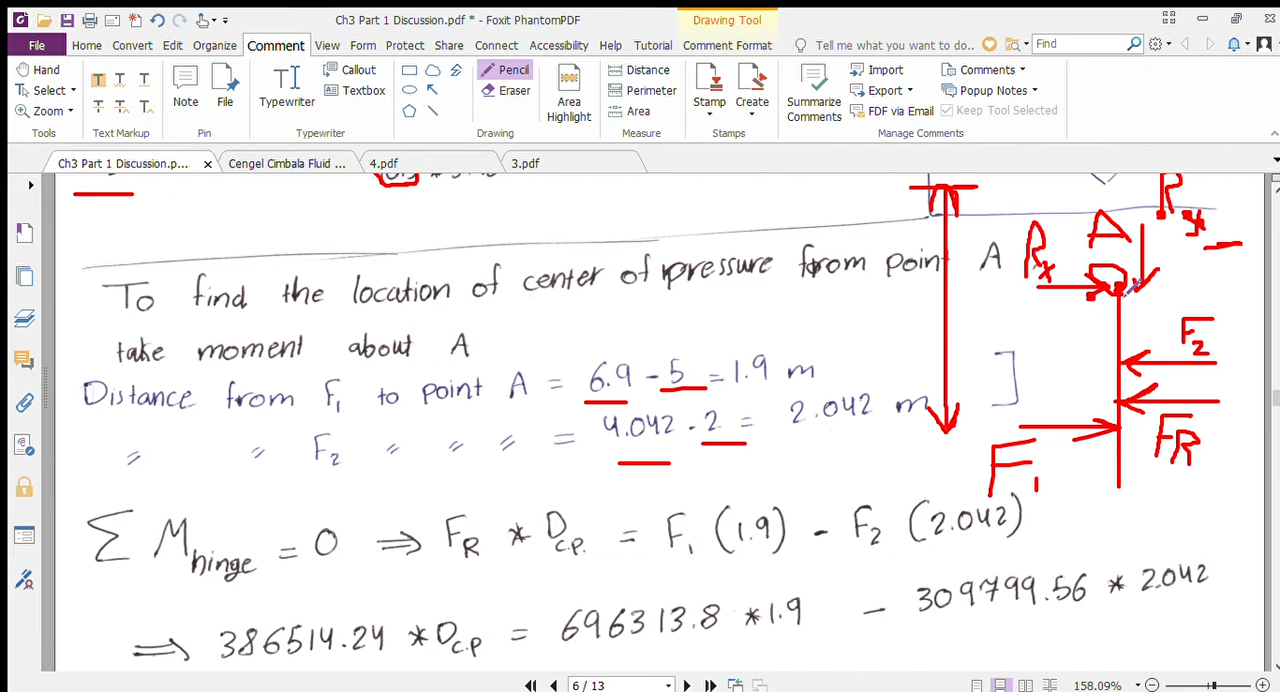 Ch3 Part 1 Discussion.pdf * - Foxit PhantomPDF
Drawing Tool
File Home Convert Edit Organize Comment View Form Protect Share Connect Accessibility Help Tutorial Comment Format Tell me what you want to do.. Find
Hand
Select
Zoom
Tools
Text Markup
Note
File
Pin
Typewriter
Callout
Textbox
Typewriter
Pencil
Eraser
Drawing
Area
Highlight
Distance
Perimeter
Area
Measure
Stamp
Create
Stamps
Summarize
Comments
Import
Export
FDF via Email
Comments
Popup Notes
Keep Tool Selected
Manage Comments
Ch3 Part 1 Discussion.p... Cengel Cimbala Fluid ... 4.pdf 3.pdf
To find the location of center of pressure from point A
take moment about A
Distance from F₁ to point A = 6.9 - 5 = 1.9 m
〃 〃 F₂ 〃 〃 〃 = 4.042 - 2 = 2.042 m
A
Rx
F₂
FR
F₁
Σ M hinge = 0 ⇒ FR * D c.p. = F₁ (1.9) - F₂ (2.042)
⇒ 386514.24 * D c.p = 696313.8 * 1.9 - 309799.56 * 2.042
6 / 13
158.09%